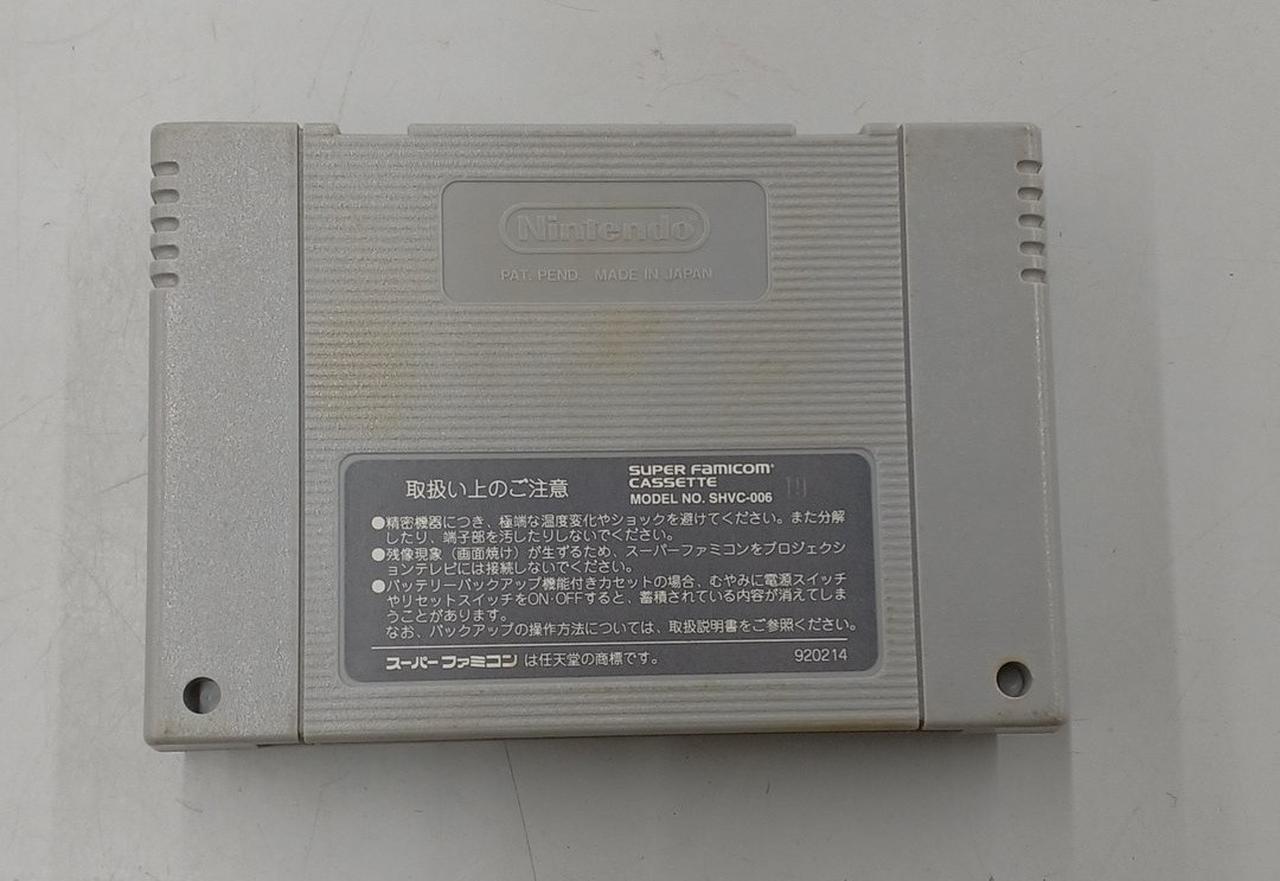 Nintendo
PAT. PEND. MADE IN JAPAN
取扱い上のご注意
SUPER FAMICOM
CASSETTE
MODEL NO. SHVC-006
●精密機器につき、極端な温度変化やショックを避けてください。また分解
したり、端子部を汚したりしないでください。
●残像現象（画面焼け）が生ずるため、スーパーファミコンをプロジェクシ
ョンテレビには接続しないでください。
●バッテリーバックアップ機能付きカセットの場合、むやみに電源スイッチ
やリセットスイッチをON·OFFすると、蓄積されている内容が消えてしま
うことがあります。
なお、バックアップの操作方法については、取扱説明書をご参照ください。
スーパーファミコンは任天堂の商標です。 920214